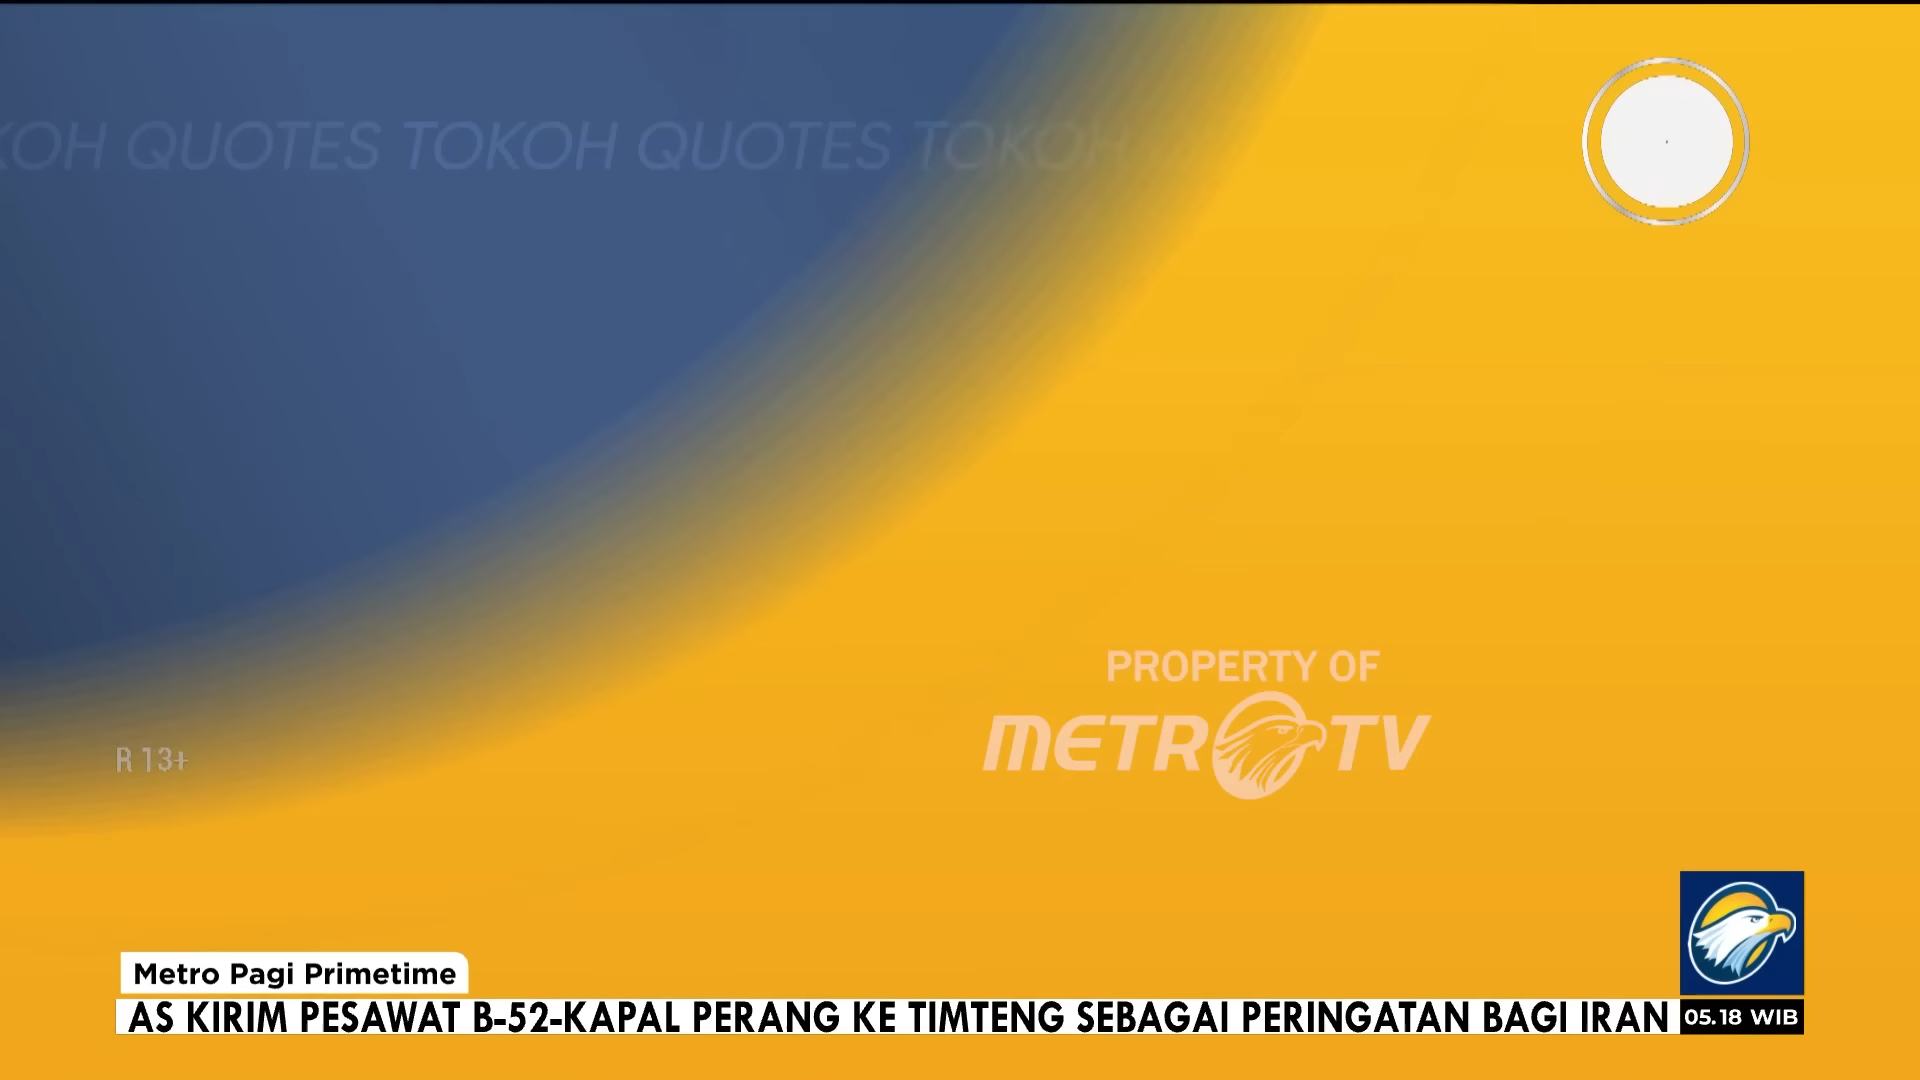 KOH QUOTES TOKOH QUOTES TOKOH
PROPERTY OF
METRO TV
R 13+
Metro Pagi Primetime
AS KIRIM PESAWAT B-52-KAPAL PERANG KE TIMTENG SEBAGAI PERINGATAN BAGI IRAN
05.18 WIB